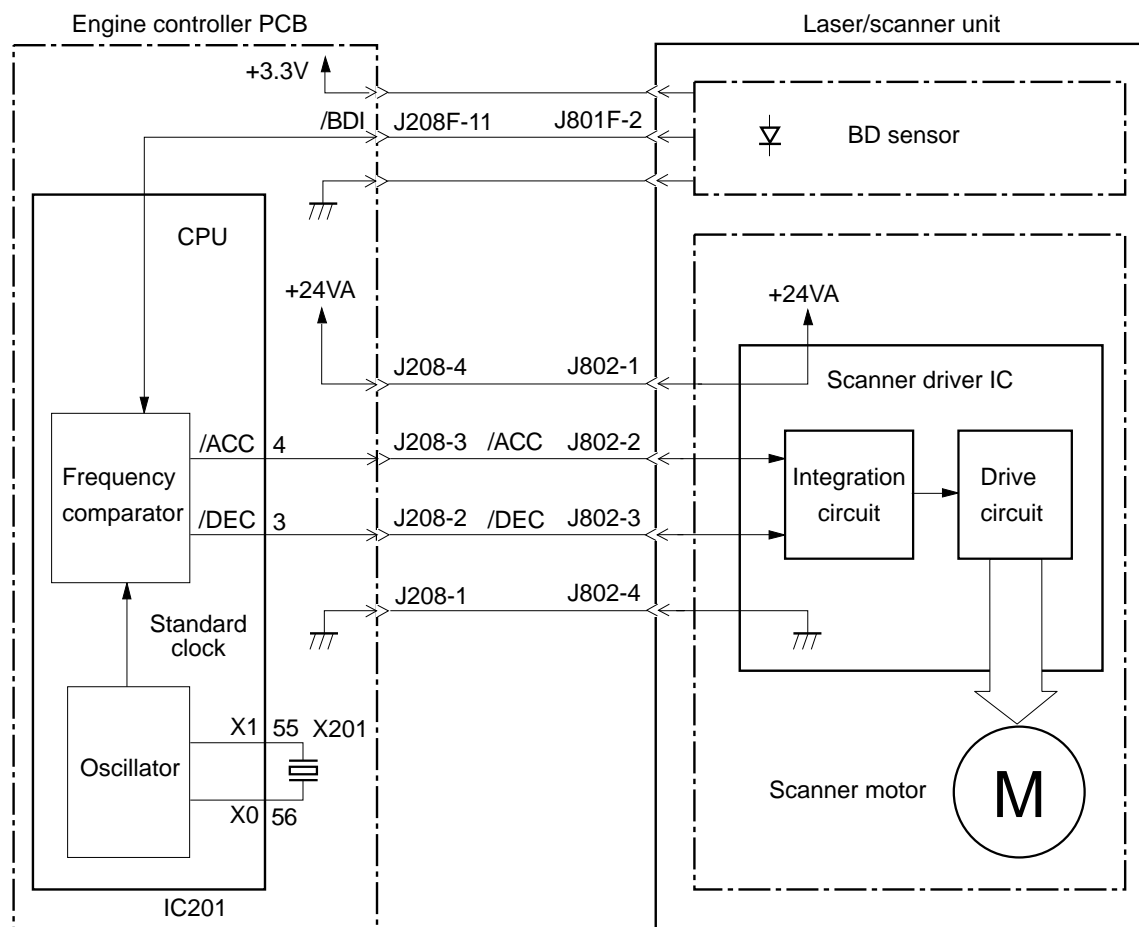 Engine controller PCB
Laser/scanner unit
+3.3V
/BDI
J208F-11
J801F-2
BD sensor
CPU
+24VA
+24VA
J208-4
J802-1
Scanner driver IC
/ACC
4
J208-3
/ACC
J802-2
Frequency
comparator
Integration
circuit
Drive
circuit
/DEC
3
J208-2
/DEC
J802-3
J208-1
J802-4
Standard
clock
X1
55
X201
Oscillator
X0
56
Scanner motor
M
IC201